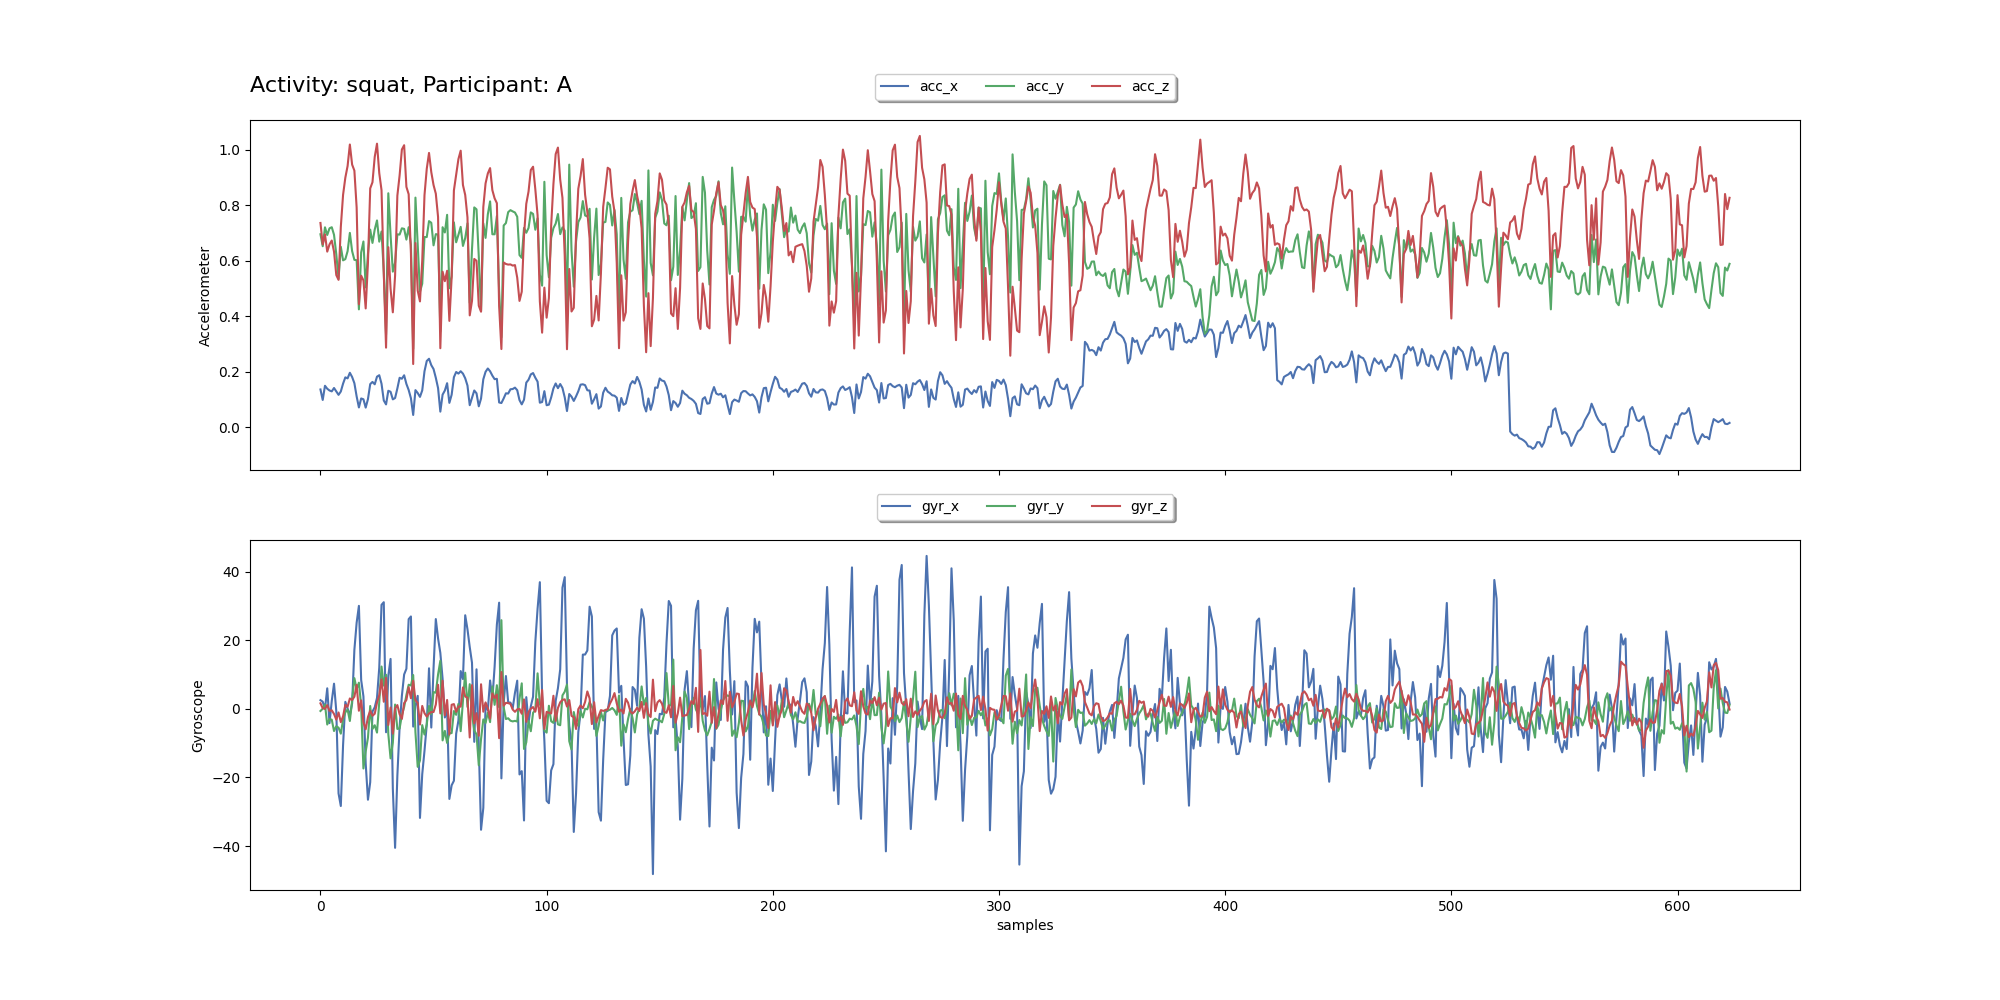 Activity: squat, Participant: A
acc_x acc_y acc_z
1.0
0.8
0.6
0.4
0.2
0.0
Accelerometer
gyr_x gyr_y gyr_z
40
20
0
−20
−40
Gyroscope
0 100 200 300 400 500 600
samples